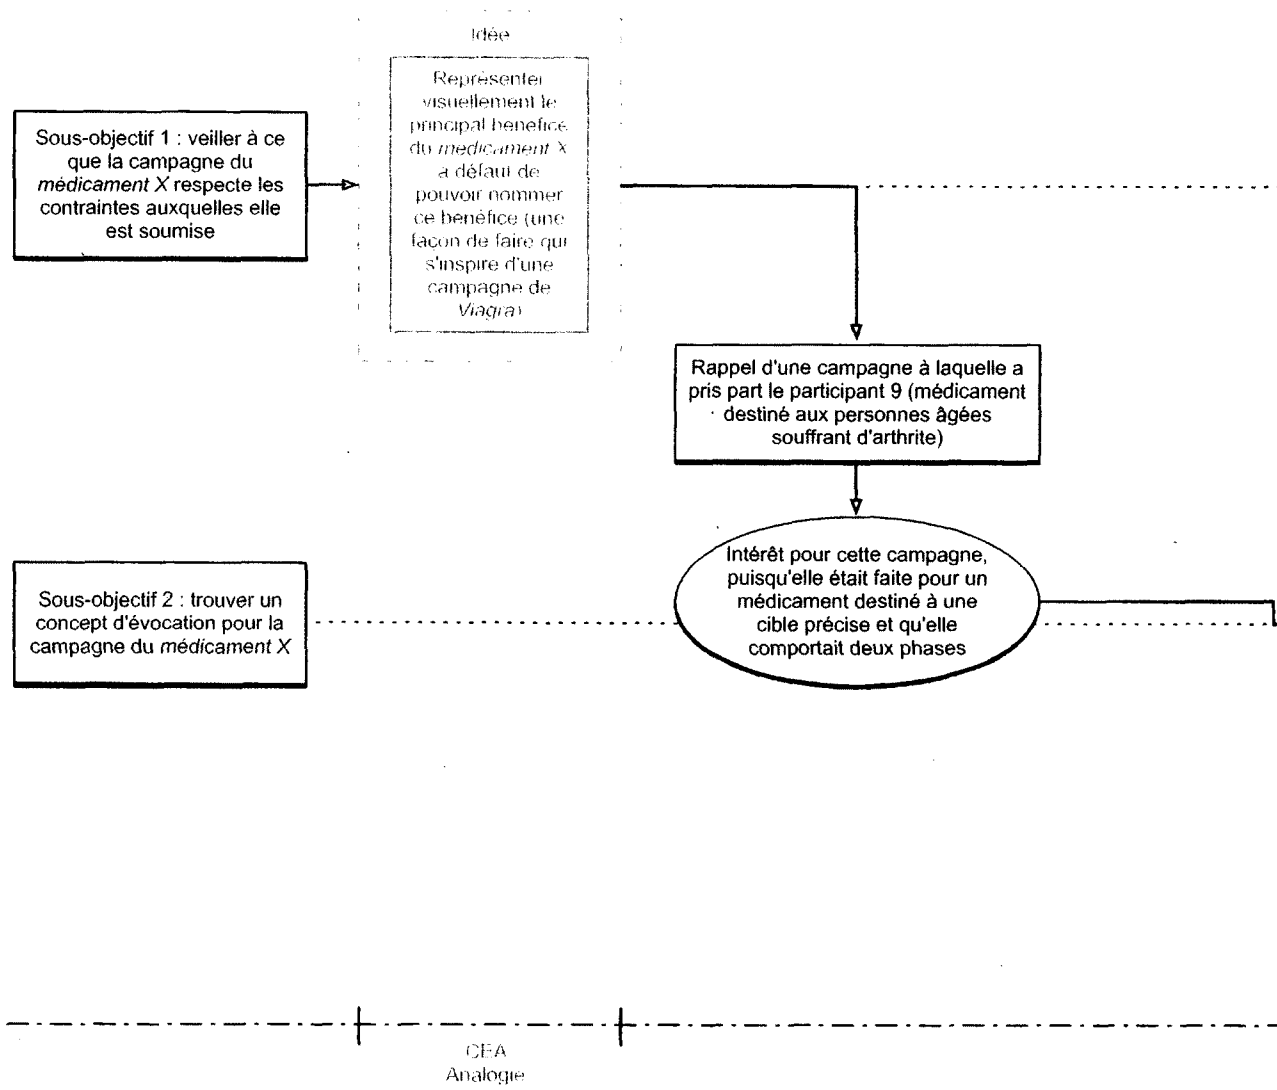 Idée
Représenter
visuellement le
principal bénéfice
du médicament X
à défaut de
pouvoir nommer
ce bénéfice (une
façon de faire qui
s'inspire d'une
campagne de
Viagra)
Sous-objectif 1 : veiller à ce
que la campagne du
médicament X respecte les
contraintes auxquelles elle
est soumise
Rappel d'une campagne à laquelle a
pris part le participant 9 (médicament
destiné aux personnes âgées
souffrant d'arthrite)
Intérêt pour cette campagne,
puisqu'elle était faite pour un
médicament destiné à une
cible précise et qu'elle
comportait deux phases
Sous-objectif 2 : trouver un
concept d'évocation pour la
campagne du médicament X
CEA
Analogie